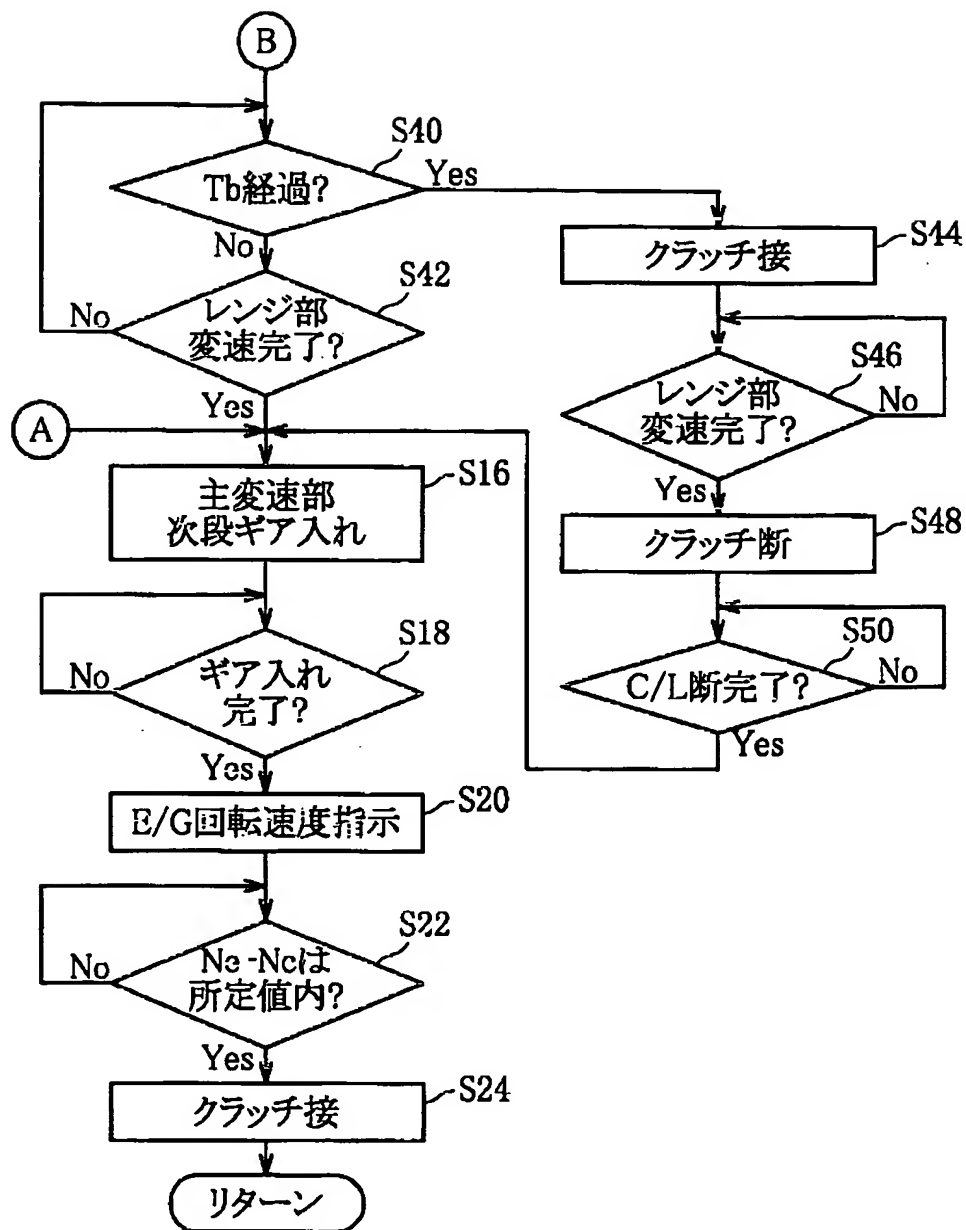 B
S40
Tb経過?
Yes
No
S44
クラッチ接
S42
レンジ部
変速完了?
No
Yes
S46
レンジ部
変速完了?
No
Yes
A
S16
主変速部
次段ギア入れ
S48
クラッチ断
S18
ギア入れ
完了?
No
Yes
S50
C/L断完了?
No
Yes
S20
E/G回転速度指示
S22
Ne-Ncは
所定値内?
No
Yes
S24
クラッチ接
リターン